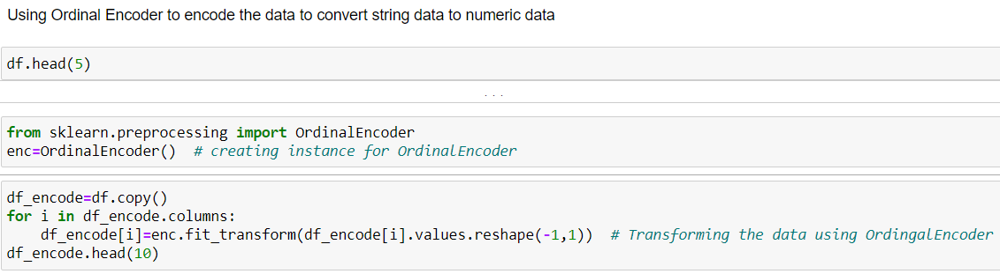 Using Ordinal Encoder to encode the data to convert string data to numeric data
df.head(5)
...
from sklearn.preprocessing import OrdinalEncoder
enc=OrdinalEncoder()  # creating instance for OrdinalEncoder
df_encode=df.copy()
for i in df_encode.columns:
    df_encode[i]=enc.fit_transform(df_encode[i].values.reshape(-1,1))  # Transforming the data using OrdingalEncoder
df_encode.head(10)